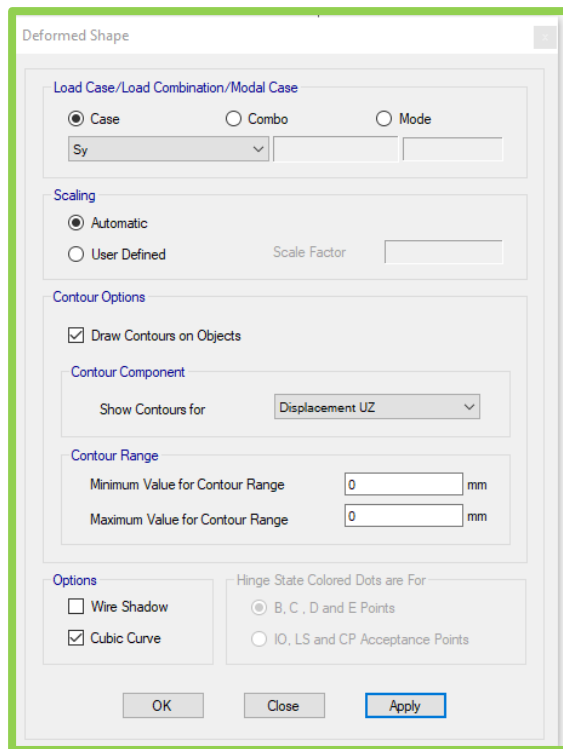 Deformed Shape
x
Load Case/Load Combination/Modal Case
Case Combo Mode
Sy
Scaling
Automatic
User Defined Scale Factor
Contour Options
Draw Contours on Objects
Contour Component
Show Contours for Displacement UZ
Contour Range
Minimum Value for Contour Range 0 mm
Maximum Value for Contour Range 0 mm
Options Hinge State Colored Dots are For
Wire Shadow B, C , D and E Points
Cubic Curve IO, LS and CP Acceptance Points
OK Close Apply